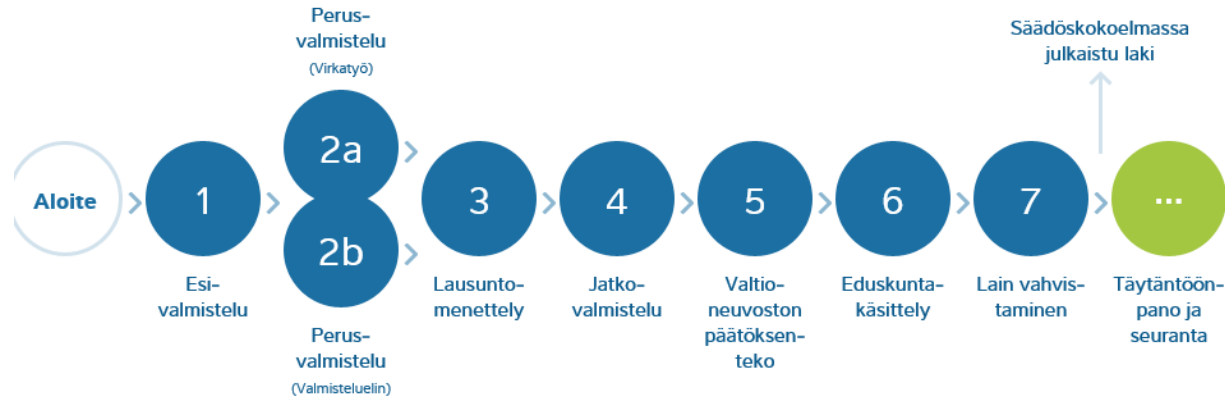 Aloite
1
Esi-
valmistelu
Perus-
valmistelu
(Virkatyö)
2a
2b
Perus-
valmistelu
(Valmisteluelin)
3
Lausunto-
menettely
4
Jatko-
valmistelu
5
Valtio-
neuvoston
päätöksen-
teko
6
Eduskunta-
käsittely
7
Lain vahvis-
taminen
Säädöskokoelmassa
julkaistu laki
...
Täytäntöön-
pano ja
seuranta